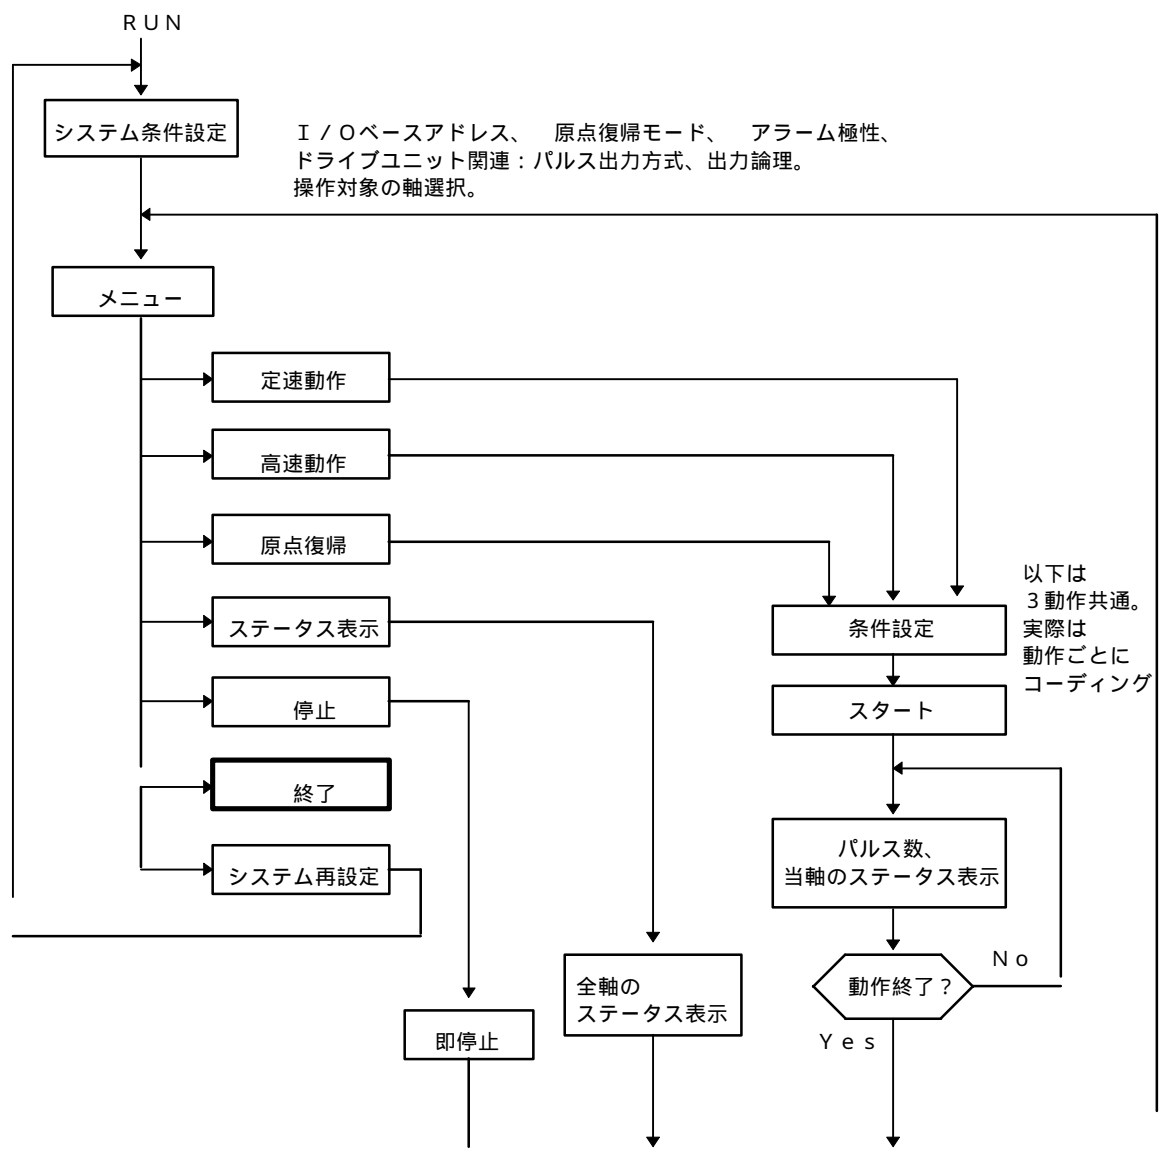 ＲＵＮ
システム条件設定
Ｉ／Ｏベースアドレス、　原点復帰モード、　アラーム極性、
ドライブユニット関連：パルス出力方式、出力論理。
操作対象の軸選択。
メニュー
定速動作
高速動作
原点復帰
ステータス表示
停止
終了
システム再設定
以下は
３動作共通。
実際は
動作ごとに
コーディング
条件設定
スタート
パルス数、
当軸のステータス表示
動作終了？
Ｎｏ
Ｙｅｓ
全軸の
ステータス表示
即停止